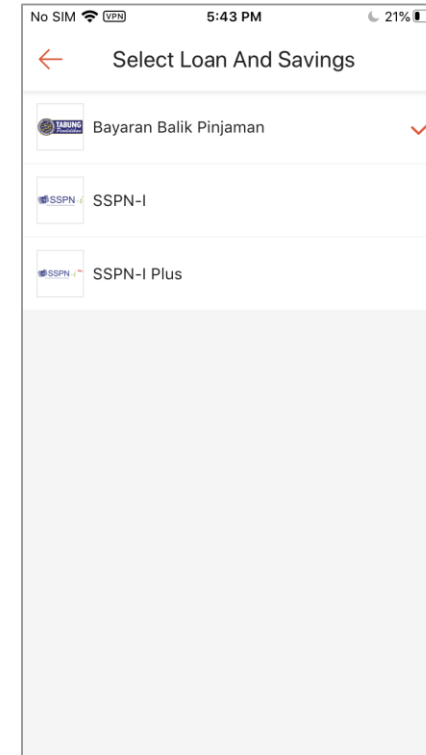 No SIM VPN 5:43 PM 21%
Select Loan And Savings
TABUNG
Pendidikan
Bayaran Balik Pinjaman
SSPN-i
SSPN-I
SSPN-i
SSPN-I Plus